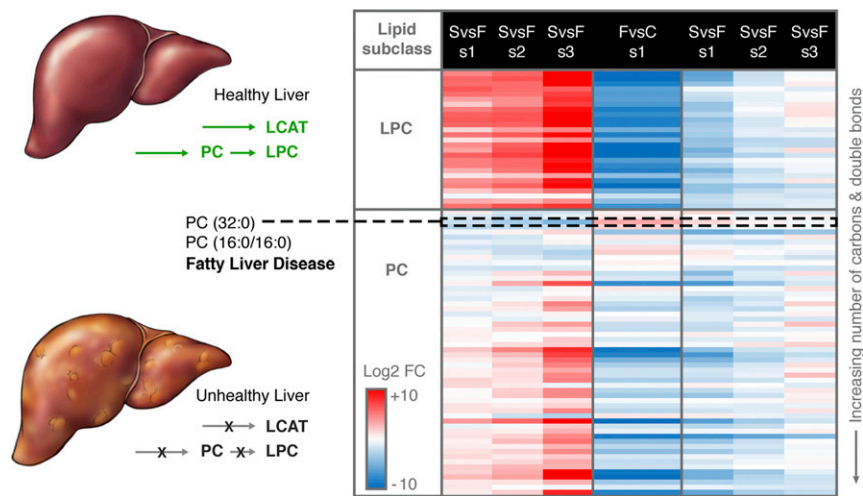 Healthy Liver
LCAT
PC LPC
PC (32:0)
PC (16:0/16:0)
Fatty Liver Disease
Unhealthy Liver
X LCAT
X PC X LPC
Lipid
subclass
SvsF SvsF SvsF FvsC SvsF SvsF SvsF
s1 s2 s3 s1 s1 s2 s3
LPC
PC
Log2 FC
+10
- 10
Increasing number of carbons & double bonds